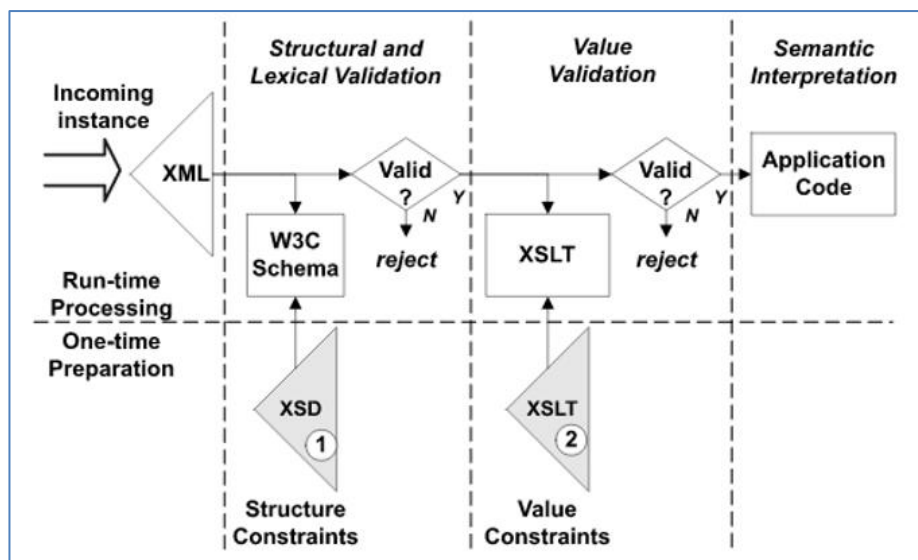 Structural and
Lexical Validation
Value
Validation
Semantic
Interpretation
Incoming
instance
XML
Valid
?
N
Y
reject
W3C
Schema
Valid
?
N
Y
reject
XSLT
Application
Code
Run-time
Processing
One-time
Preparation
XSD
1
Structure
Constraints
XSLT
2
Value
Constraints